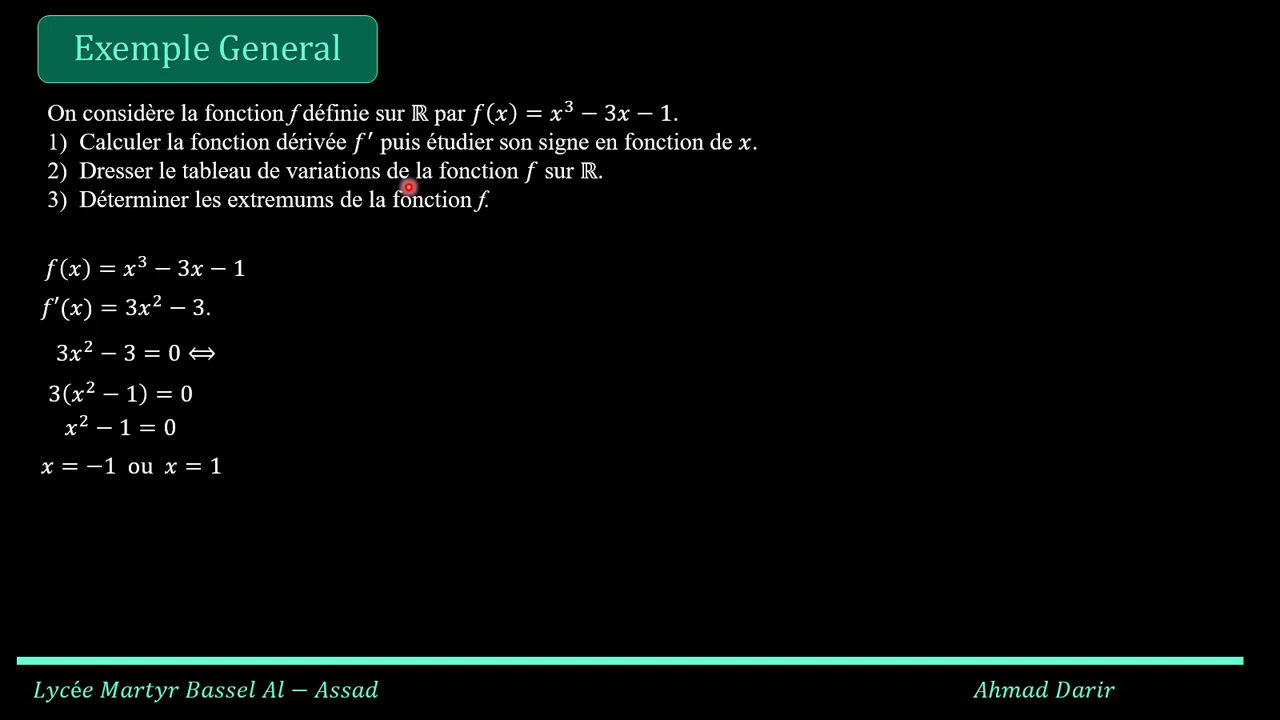 Exemple General
On considère la fonction f définie sur ℝ par f(x) = x³ − 3x − 1.
1) Calculer la fonction dérivée f′ puis étudier son signe en fonction de x.
2) Dresser le tableau de variations de la fonction f sur ℝ.
3) Déterminer les extremums de la fonction f.
f(x) = x³ − 3x − 1
f′(x) = 3x² − 3.
3x² − 3 = 0 ⟺
3(x² − 1) = 0
x² − 1 = 0
x = −1 ou x = 1
Lycée Martyr Bassel Al − Assad
Ahmad Darir